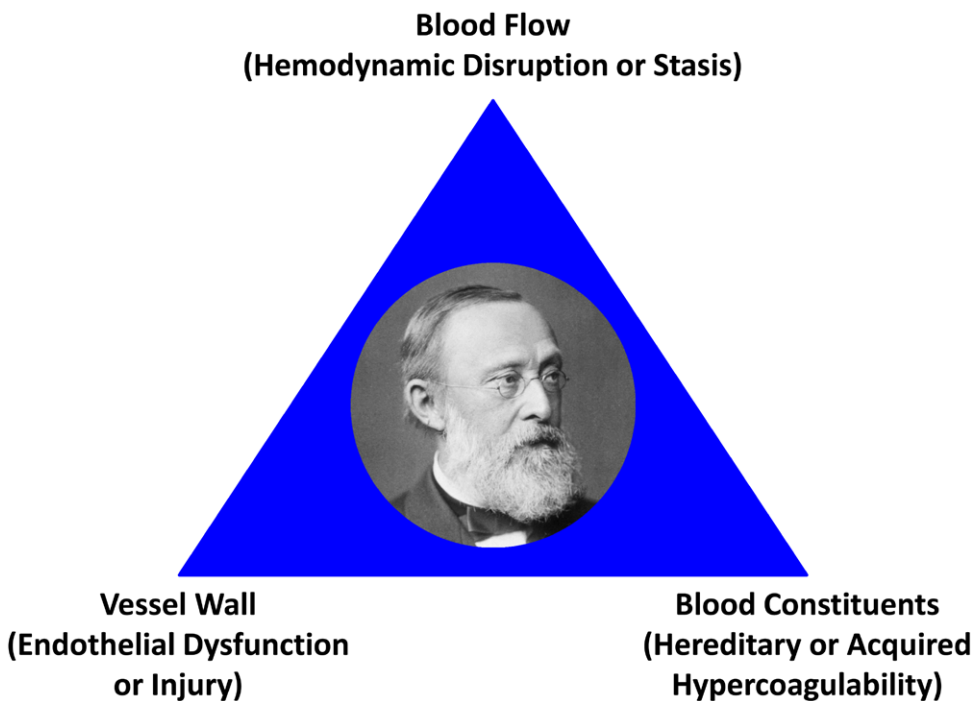 Blood Flow
(Hemodynamic Disruption or Stasis)
Vessel Wall
(Endothelial Dysfunction
or Injury)
Blood Constituents
(Hereditary or Acquired
Hypercoagulability)